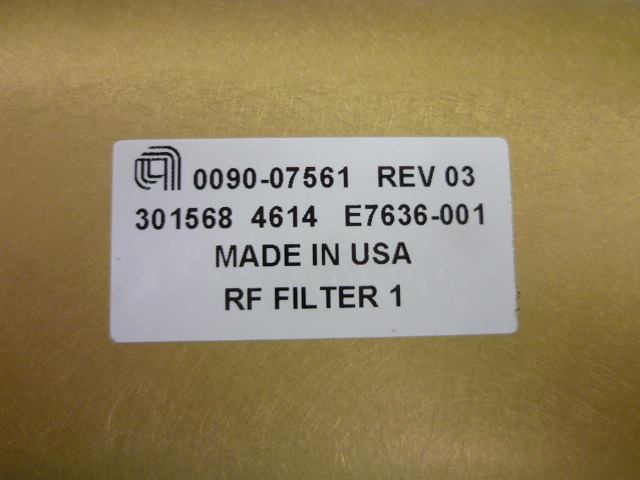 0090-07561 REV 03
301568 4614 E7636-001
MADE IN USA
RF FILTER 1